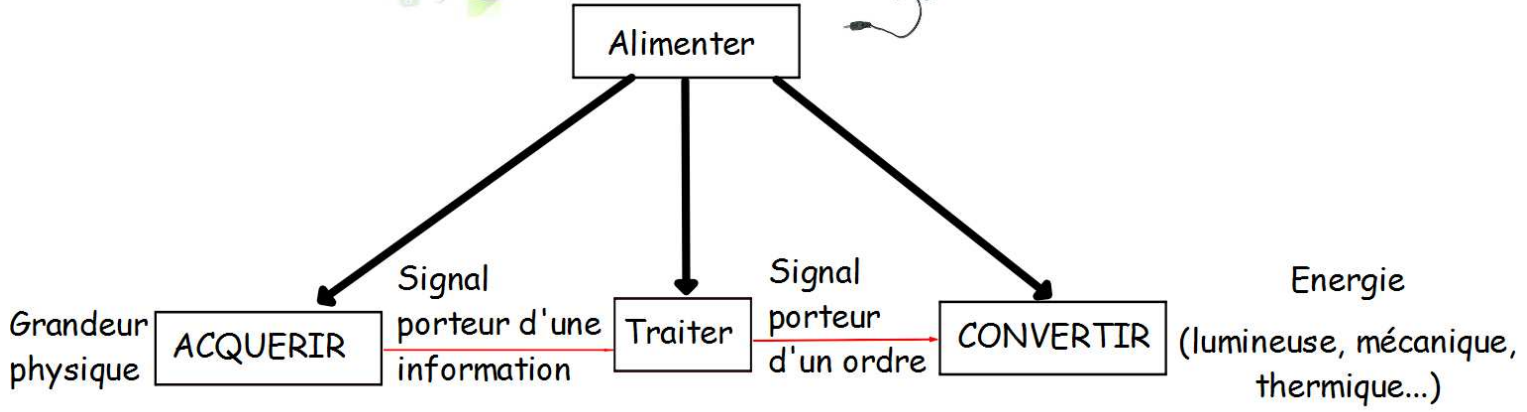 Alimenter
Grandeur
physique
ACQUERIR
Signal
porteur d'une
information
Traiter
Signal
porteur
d'un ordre
CONVERTIR
Energie
(lumineuse, mécanique,
thermique...)